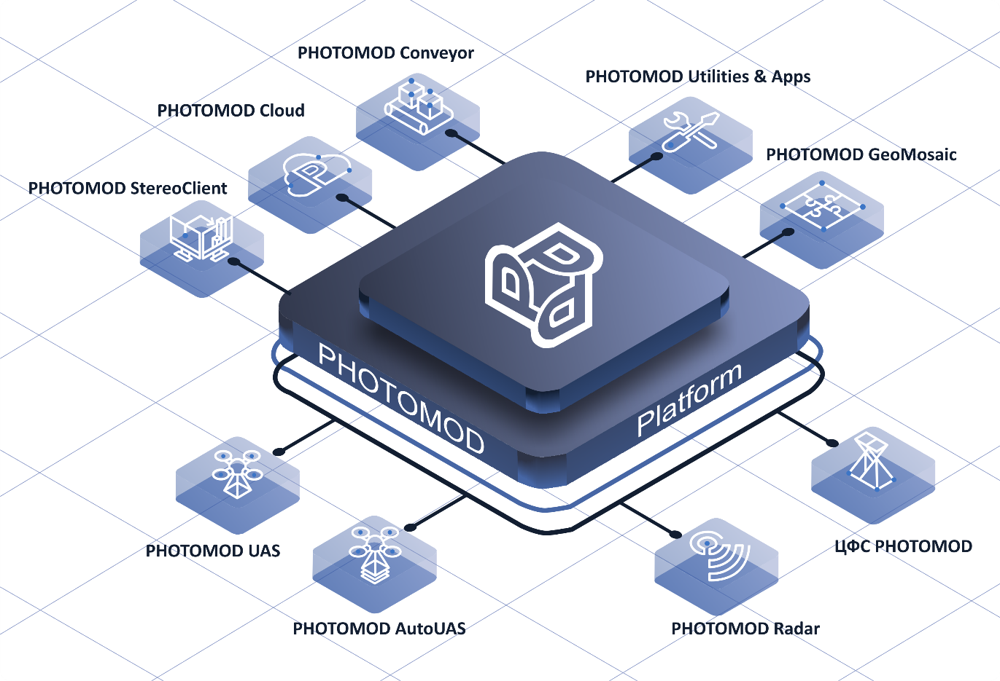 PHOTOMOD Conveyor
PHOTOMOD Utilities & Apps
PHOTOMOD Cloud
PHOTOMOD GeoMosaic
PHOTOMOD StereoClient
PHOTOMOD
Platform
PHOTOMOD UAS
ЦФС PHOTOMOD
PHOTOMOD AutoUAS
PHOTOMOD Radar